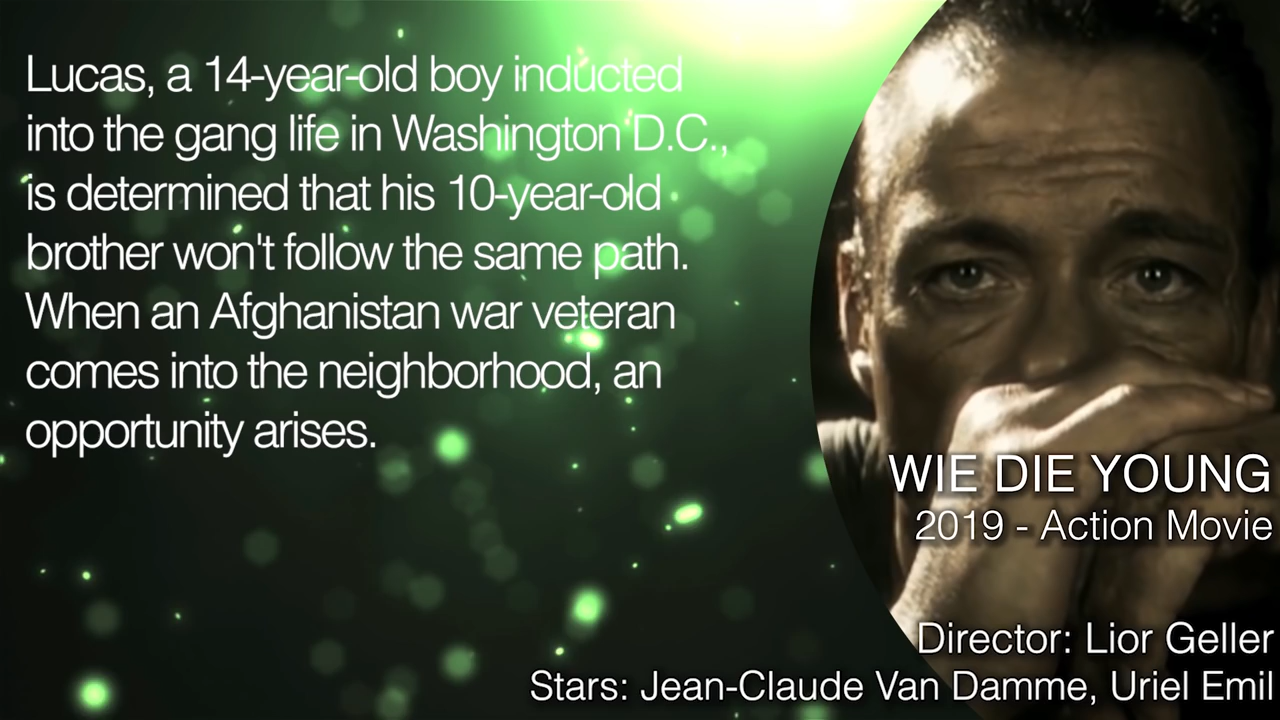 Lucas, a 14-year-old boy inducted
into the gang life in Washington D.C.,
is determined that his 10-year-old
brother won't follow the same path.
When an Afghanistan war veteran
comes into the neighborhood, an
opportunity arises.
WIE DIE YOUNG
2019 - Action Movie
Director: Lior Geller
Stars: Jean-Claude Van Damme, Uriel Emil